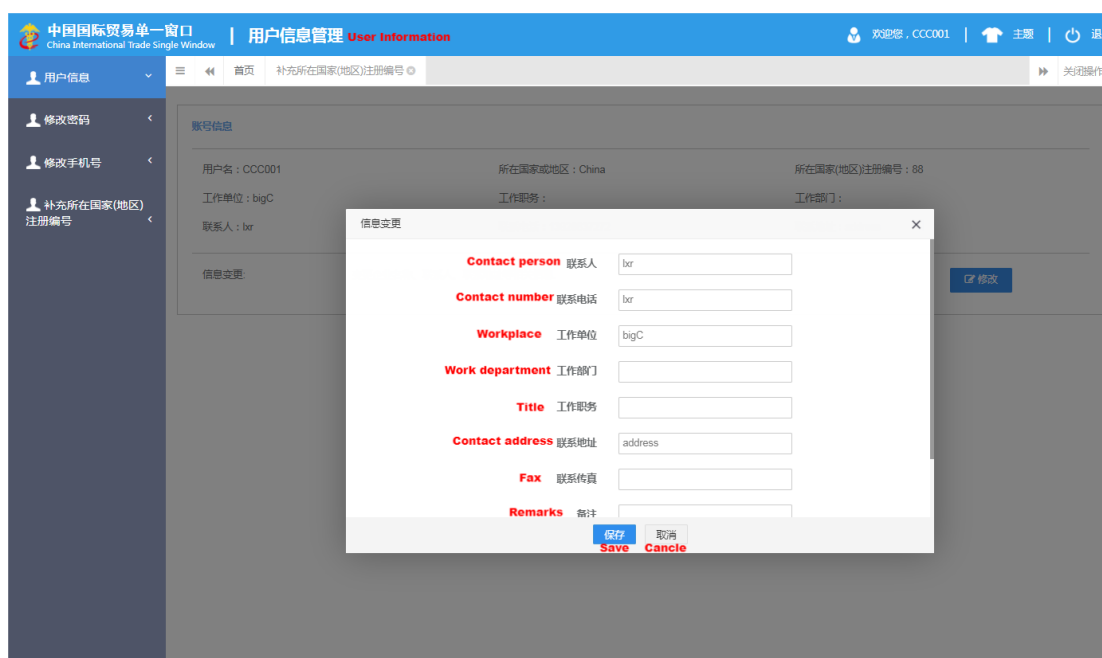 中国国际贸易单一窗口 | 用户信息管理 User Information
China International Trade Single Window
欢迎您 , CCC001 | 主题 | 退
用户信息
首页 补充所在国家(地区)注册编号 关闭操作
修改密码
修改手机号
补充所在国家(地区)
注册编号
账号信息
用户名：CCC001 所在国家或地区：China 所在国家(地区)注册编号：88
工作单位：bigC 工作职务： 工作部门：
联系人：lxr
信息变更: 修改
信息变更
Contact person 联系人 lxr
Contact number 联系电话 lxr
Workplace 工作单位 bigC
Work department 工作部门
Title 工作职务
Contact address 联系地址 address
Fax 联系传真
Remarks 备注
保存 取消
Save Cancle